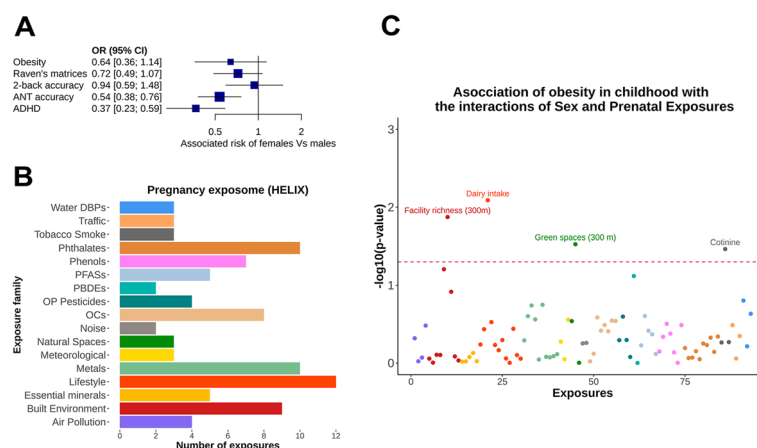 A
OR (95% CI)
Obesity 0.64 [0.36; 1.14]
Raven's matrices 0.72 [0.49; 1.07]
2-back accuracy 0.94 [0.59; 1.48]
ANT accuracy 0.54 [0.38; 0.76]
ADHD 0.37 [0.23; 0.59]
0.5 1 2
Associated risk of females Vs males
B
Pregnancy exposome (HELIX)
Exposure family
Water DBPs
Traffic
Tobacco Smoke
Phthalates
Phenols
PFASs
PBDEs
OP Pesticides
OCs
Noise
Natural Spaces
Meteorological
Metals
Lifestyle
Essential minerals
Built Environment
Air Pollution
0 2 4 6 8 10 12
Number of exposures
C
Asocciation of obesity in childhood with
the interactions of Sex and Prenatal Exposures
-log10(p-value)
3
2
1
0
Dairy intake
Facility richness (300m)
Green spaces (300 m)
Cotinine
0 25 50 75
Exposures